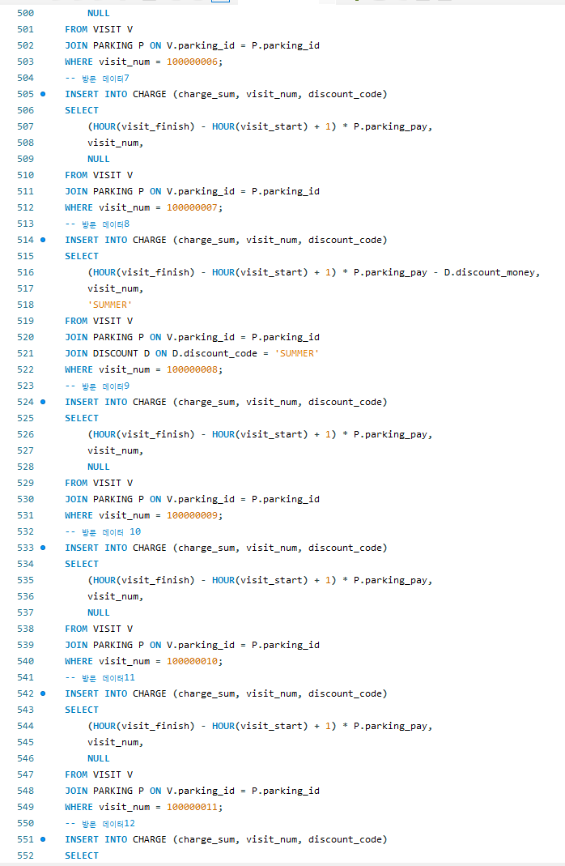 500 NULL
501 FROM VISIT V
502 JOIN PARKING P ON V.parking_id = P.parking_id
503 WHERE visit_num = 100000006;
504 --방문 데이터7
505 INSERT INTO CHARGE (charge_sum, visit_num, discount_code)
506 SELECT
507 (HOUR(visit_finish) - HOUR(visit_start) + 1) * P.parking_pay,
508 visit_num,
509 NULL
510 FROM VISIT V
511 JOIN PARKING P ON V.parking_id = P.parking_id
512 WHERE visit_num = 100000007;
513 -- 방문 데이터8
514 INSERT INTO CHARGE (charge_sum, visit_num, discount_code)
515 SELECT
516 (HOUR(visit_finish) - HOUR(visit_start) + 1) * P.parking_pay - D.discount_money,
517 visit_num,
518 'SUMMER'
519 FROM VISIT V
520 JOIN PARKING P ON V.parking_id = P.parking_id
521 JOIN DISCOUNT D ON D.discount_code = 'SUMMER'
522 WHERE visit_num = 100000008;
523 -- 방문 데이터9
524 INSERT INTO CHARGE (charge_sum, visit_num, discount_code)
525 SELECT
526 (HOUR(visit_finish) - HOUR(visit_start) + 1) * P.parking_pay,
527 visit_num,
528 NULL
529 FROM VISIT V
530 JOIN PARKING P ON V.parking_id = P.parking_id
531 WHERE visit_num = 100000009;
532 -- 방문 데이터 10
533 INSERT INTO CHARGE (charge_sum, visit_num, discount_code)
534 SELECT
535 (HOUR(visit_finish) - HOUR(visit_start) + 1) * P.parking_pay,
536 visit_num,
537 NULL
538 FROM VISIT V
539 JOIN PARKING P ON V.parking_id = P.parking_id
540 WHERE visit_num = 100000010;
541 -- 방문 데이터11
542 INSERT INTO CHARGE (charge_sum, visit_num, discount_code)
543 SELECT
544 (HOUR(visit_finish) - HOUR(visit_start) + 1) * P.parking_pay,
545 visit_num,
546 NULL
547 FROM VISIT V
548 JOIN PARKING P ON V.parking_id = P.parking_id
549 WHERE visit_num = 100000011;
550 -- 방문 데이터12
551 INSERT INTO CHARGE (charge_sum, visit_num, discount_code)
552 SELECT